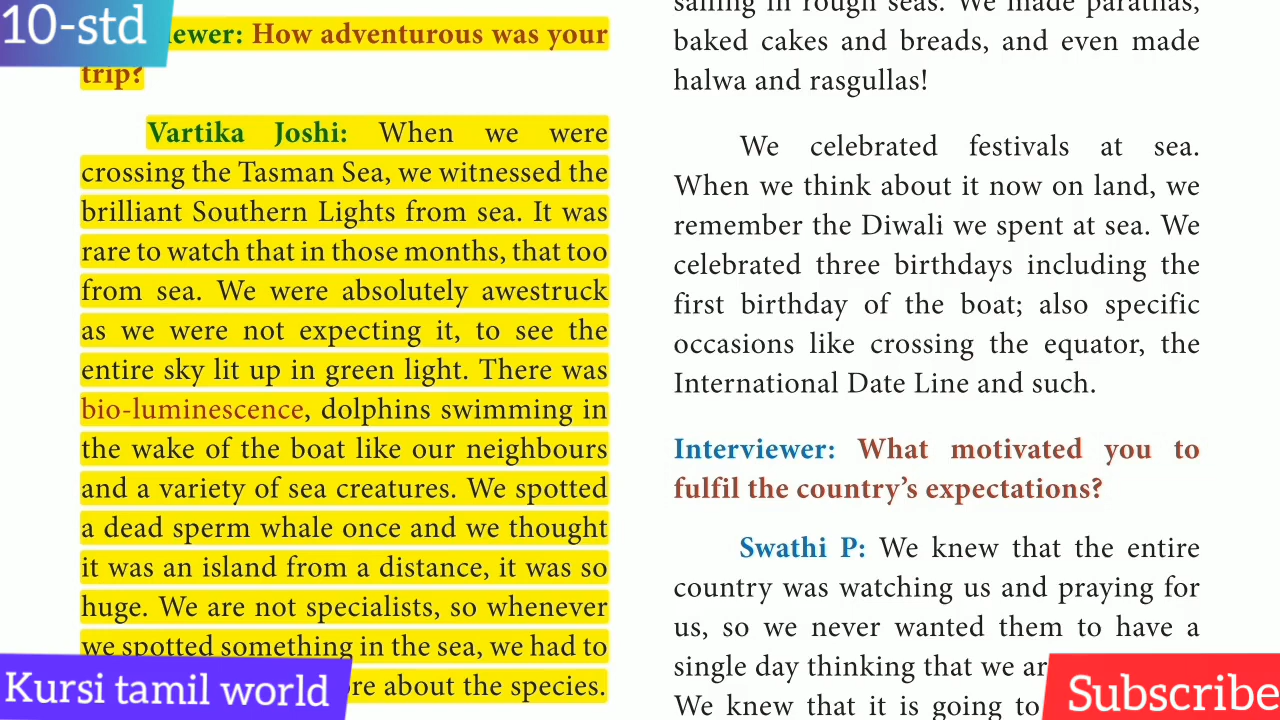 10-std
iewer: How adventurous was your
trip?
Vartika Joshi: When we were
crossing the Tasman Sea, we witnessed the
brilliant Southern Lights from sea. It was
rare to watch that in those months, that too
from sea. We were absolutely awestruck
as we were not expecting it, to see the
entire sky lit up in green light. There was
bio-luminescence, dolphins swimming in
the wake of the boat like our neighbours
and a variety of sea creatures. We spotted
a dead sperm whale once and we thought
it was an island from a distance, it was so
huge. We are not specialists, so whenever
we spotted something in the sea, we had to
re about the species.
Kursi tamil world
sailing in rough seas. We made parathas,
baked cakes and breads, and even made
halwa and rasgullas!
We celebrated festivals at sea.
When we think about it now on land, we
remember the Diwali we spent at sea. We
celebrated three birthdays including the
first birthday of the boat; also specific
occasions like crossing the equator, the
International Date Line and such.
Interviewer: What motivated you to
fulfil the country's expectations?
Swathi P: We knew that the entire
country was watching us and praying for
us, so we never wanted them to have a
single day thinking that we ar
We knew that it is going to
Subscribe